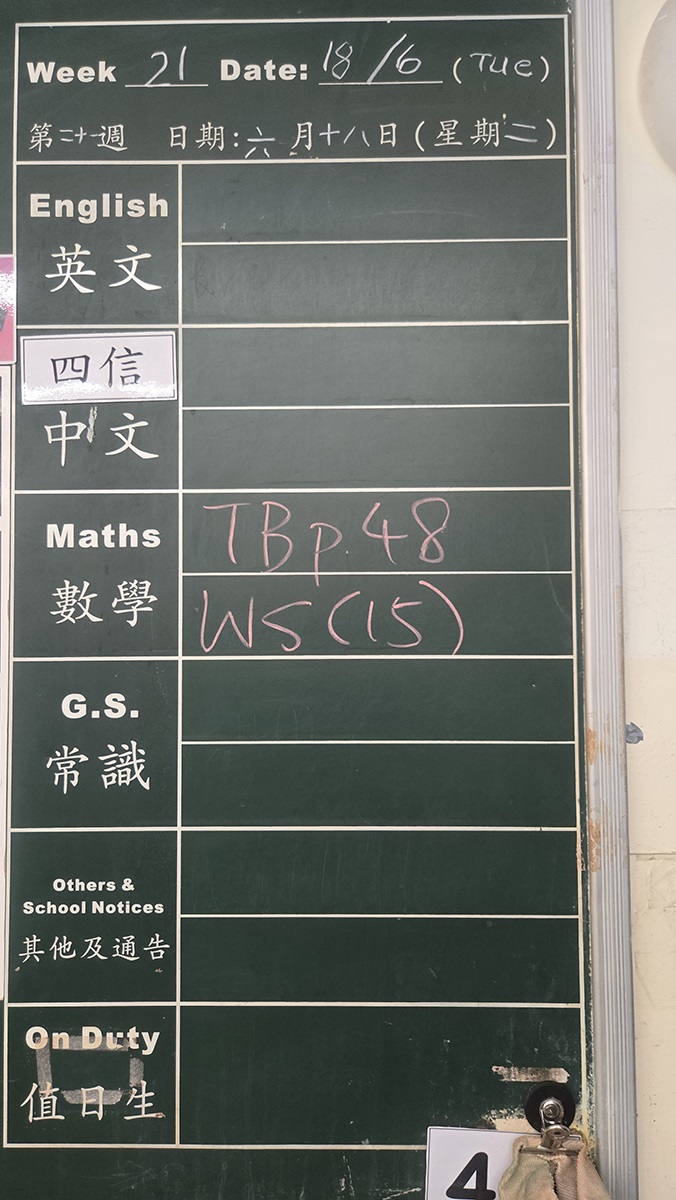 Week 21 Date: 18/6 (Tue)
第二十一週 日期:六月十八日(星期二)
English
英文
四信
中文
Maths TBp.48
數學 WS(15)
G.S.
常識
Others &
School Notices
其他及通告
On Duty
值日生
4